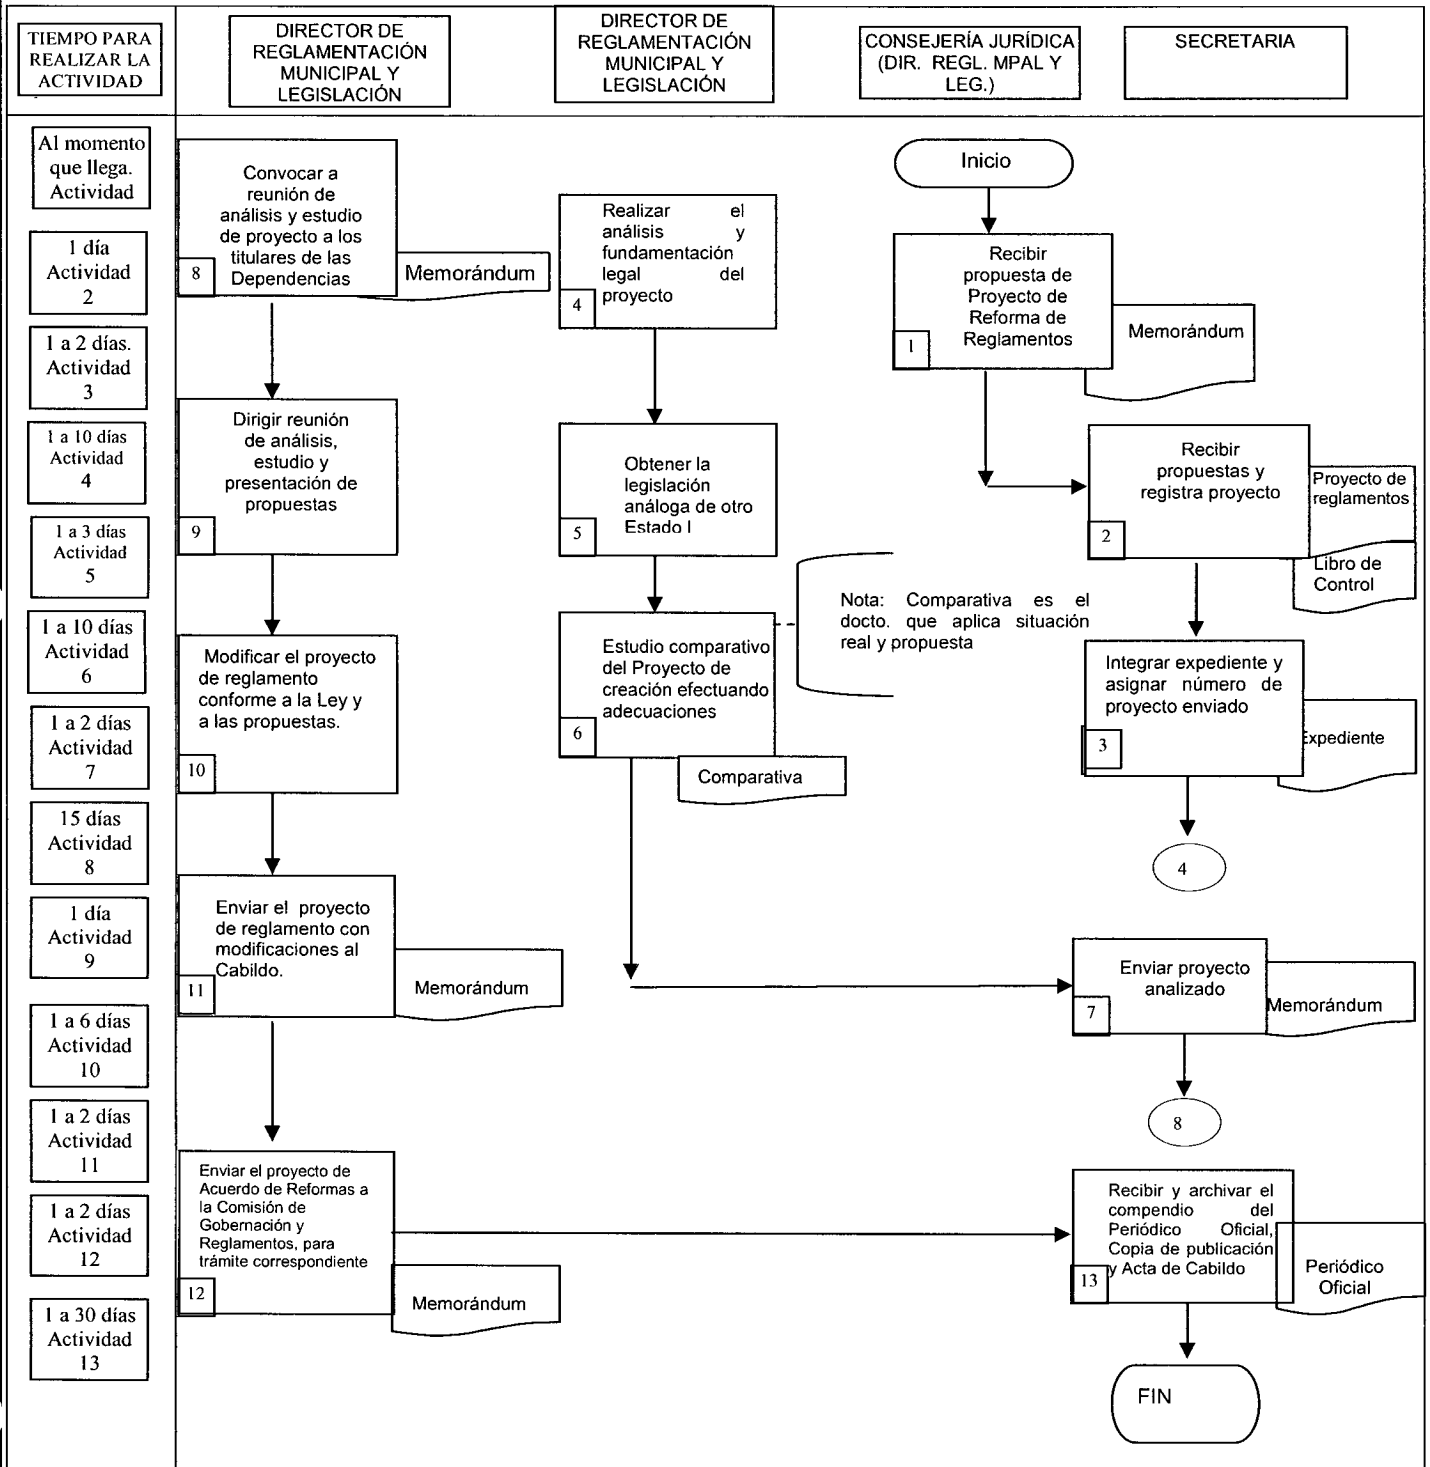 TIEMPO PARA
REALIZAR LA
ACTIVIDAD
DIRECTOR DE
REGLAMENTACIÓN
MUNICIPAL Y
LEGISLACIÓN
DIRECTOR DE
REGLAMENTACIÓN
MUNICIPAL Y
LEGISLACIÓN
CONSEJERÍA JURÍDICA
(DIR. REGL. MPAL Y
LEG.)
SECRETARIA
Al momento
que llega.
Actividad
1 día
Actividad
2
1 a 2 días.
Actividad
3
1 a 10 días
Actividad
4
1 a 3 días
Actividad
5
1 a 10 días
Actividad
6
1 a 2 días
Actividad
7
15 días
Actividad
8
1 día
Actividad
9
1 a 6 días
Actividad
10
1 a 2 días
Actividad
11
1 a 2 días
Actividad
12
1 a 30 días
Actividad
13
Convocar a
reunión de
análisis y estudio
de proyecto a los
titulares de las
Dependencias
8
Memorándum
Dirigir reunión
de análisis,
estudio y
presentación de
propuestas
9
Modificar el proyecto
de reglamento
conforme a la Ley y
a las propuestas.
10
Enviar el proyecto
de reglamento con
modificaciones al
Cabildo.
11
Memorándum
Enviar el proyecto de
Acuerdo de Reformas a
la Comisión de
Gobernación y
Reglamentos, para
trámite correspondiente
12
Memorándum
Realizar el
análisis y
fundamentación
legal del
proyecto
4
Obtener la
legislación
análoga de otro
Estado I
5
Estudio comparativo
del Proyecto de
creación efectuando
adecuaciones
6
Comparativa
Nota: Comparativa es el
docto. que aplica situación
real y propuesta
Inicio
Recibir
propuesta de
Proyecto de
Reforma de
Reglamentos
1
Memorándum
Recibir
propuestas y
registra proyecto
2
Proyecto de
reglamentos
Libro de
Control
Integrar expediente y
asignar número de
proyecto enviado
3
Expediente
4
Enviar proyecto
analizado
7
Memorándum
8
Recibir y archivar el
compendio del
Periódico Oficial,
Copia de publicación
y Acta de Cabildo
13
Periódico
Oficial
FIN